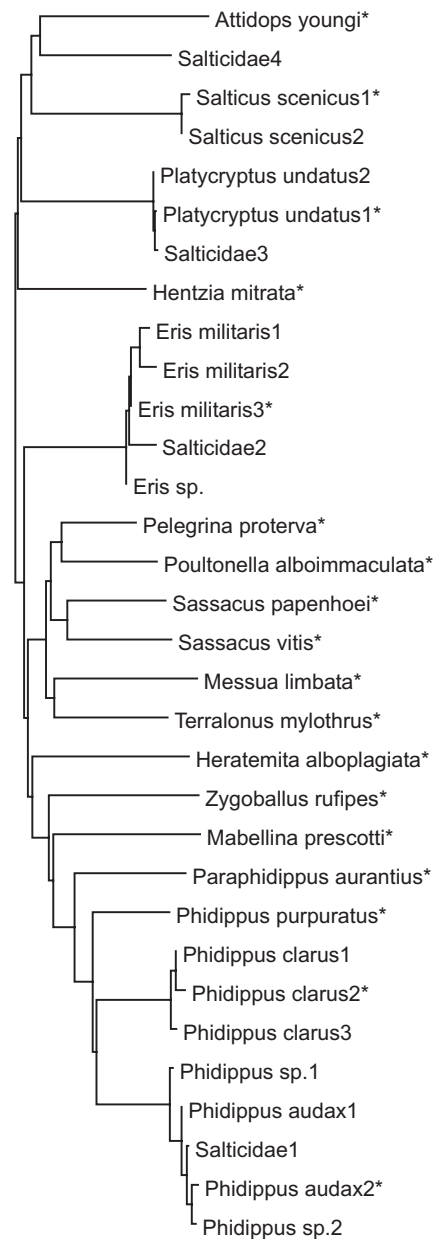 Attidops youngi*
Salticidae4
Salticus scenicus1*
Salticus scenicus2
Platycryptus undatus2
Platycryptus undatus1*
Salticidae3
Hentzia mitrata*
Eris militaris1
Eris militaris2
Eris militaris3*
Salticidae2
Eris sp.
Pelegrina proterva*
Poultonella alboimmaculata*
Sassacus papenhoei*
Sassacus vitis*
Messua limbata*
Terralonus mylothrus*
Heratemita alboplagiata*
Zygoballus rufipes*
Mabellina prescotti*
Paraphidippus aurantius*
Phidippus purpuratus*
Phidippus clarus1
Phidippus clarus2*
Phidippus clarus3
Phidippus sp.1
Phidippus audax1
Salticidae1
Phidippus audax2*
Phidippus sp.2